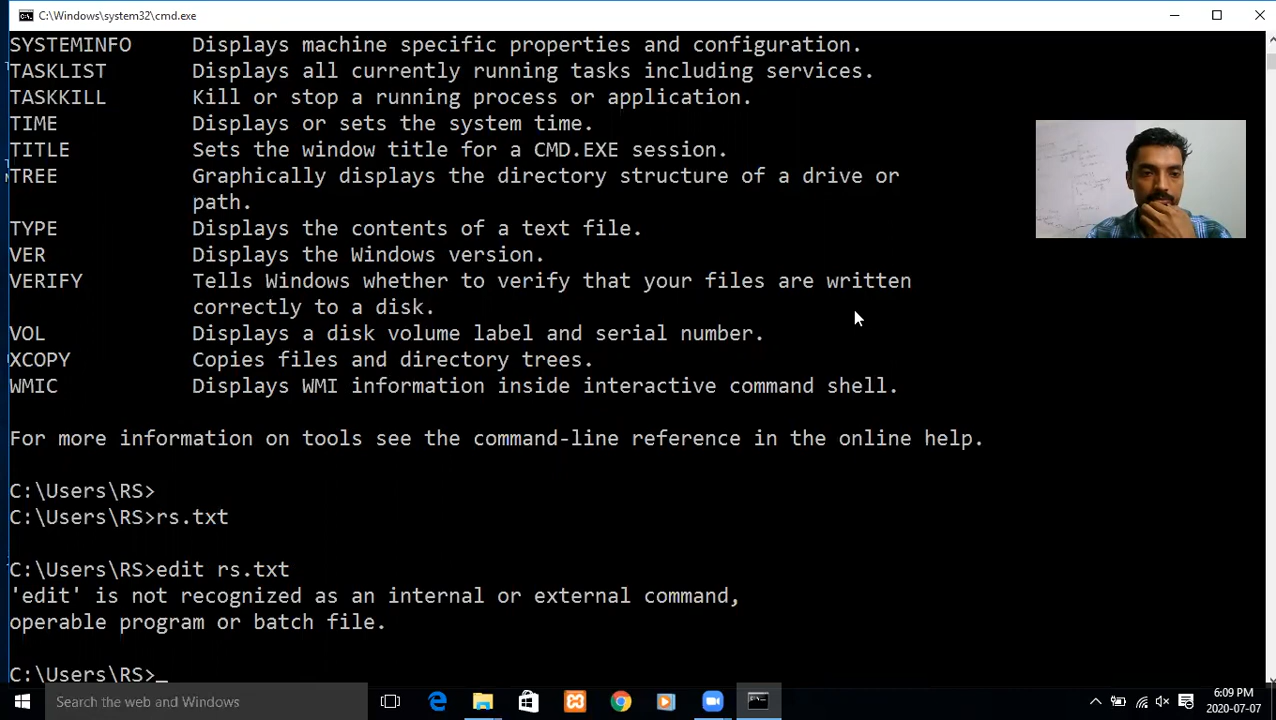 C:\Windows\system32\cmd.exe
SYSTEMINFO Displays machine specific properties and configuration.
TASKLIST Displays all currently running tasks including services.
TASKKILL Kill or stop a running process or application.
TIME Displays or sets the system time.
TITLE Sets the window title for a CMD.EXE session.
TREE Graphically displays the directory structure of a drive or
path.
TYPE Displays the contents of a text file.
VER Displays the Windows version.
VERIFY Tells Windows whether to verify that your files are written
correctly to a disk.
VOL Displays a disk volume label and serial number.
XCOPY Copies files and directory trees.
WMIC Displays WMI information inside interactive command shell.
For more information on tools see the command-line reference in the online help.
C:\Users\RS>
C:\Users\RS>rs.txt
C:\Users\RS>edit rs.txt
'edit' is not recognized as an internal or external command,
operable program or batch file.
C:\Users\RS>_
Search the web and Windows
6:09 PM
2020-07-07